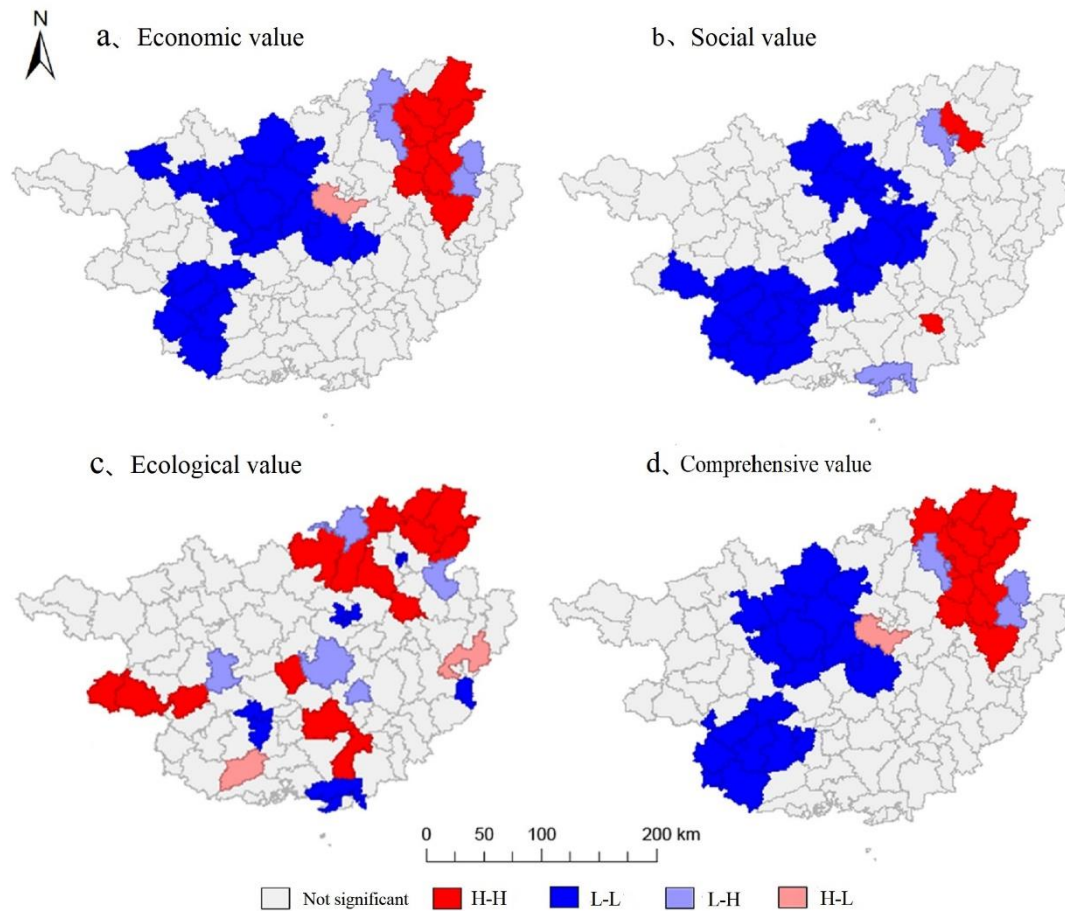 N
a、Economic value
b、Social value
c、Ecological value
d、Comprehensive value
0 50 100 200 km
Not significant H-H L-L L-H H-L